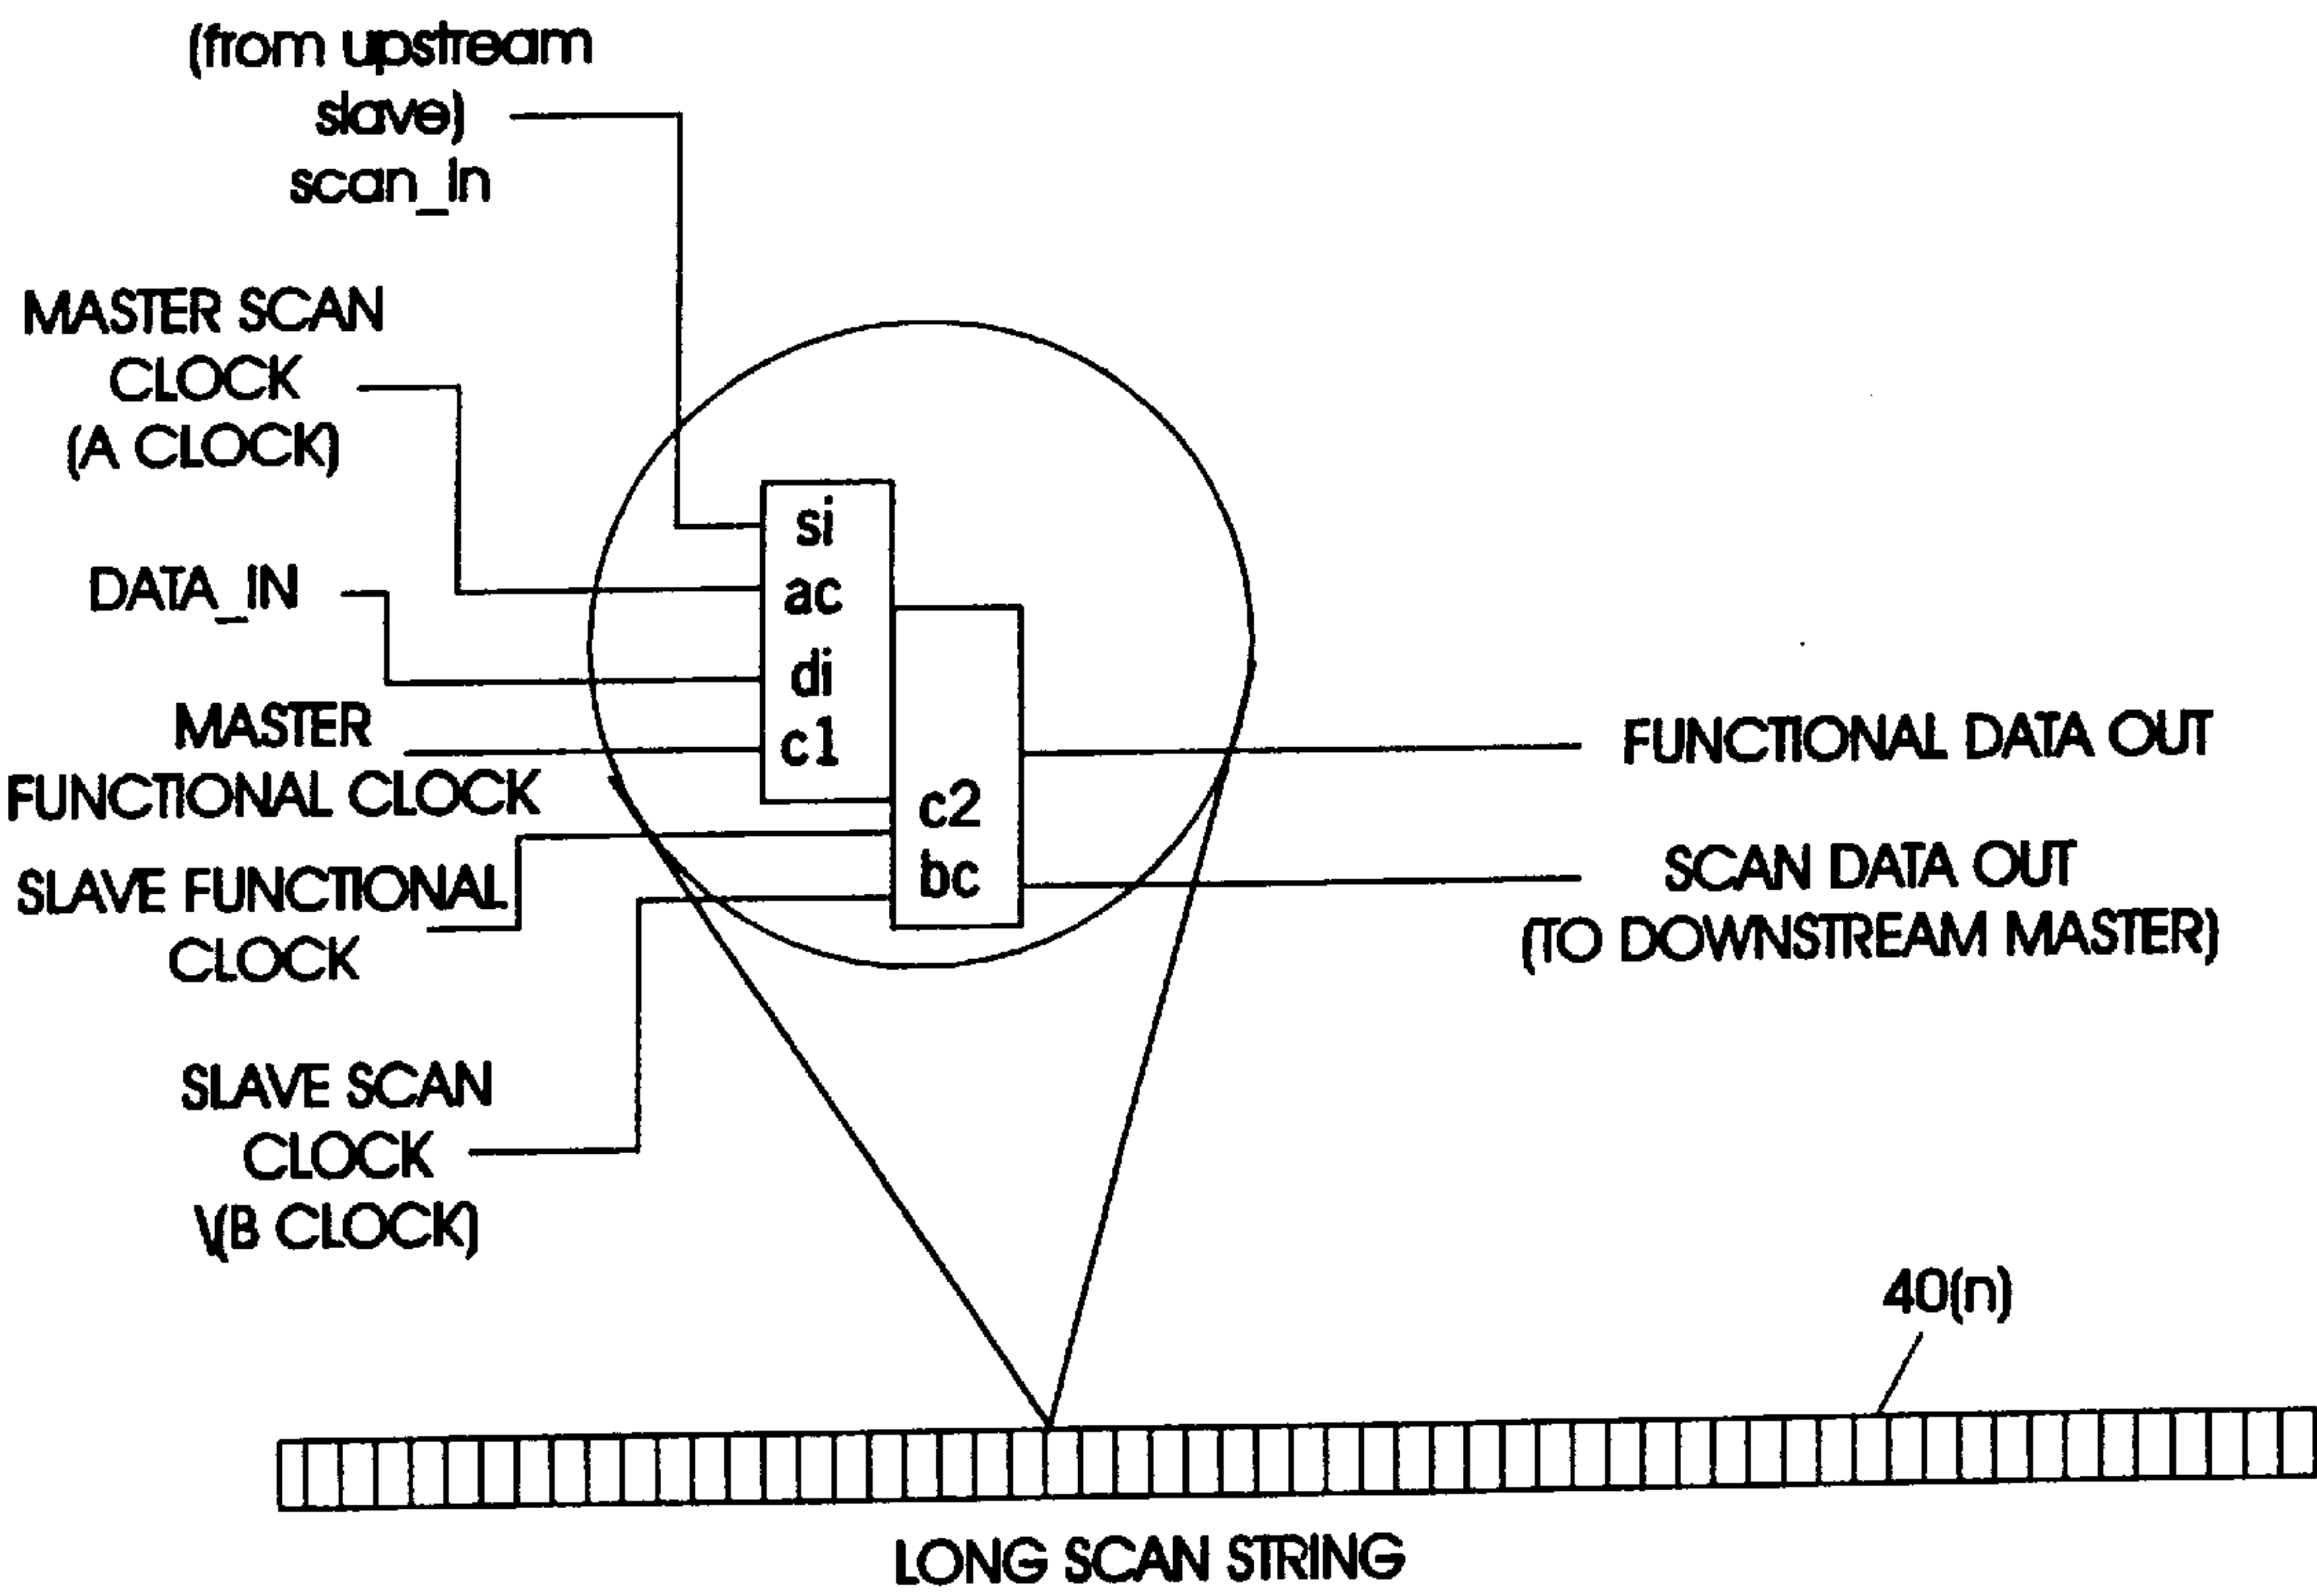 (from upstream
slave)
scan_in
MASTER SCAN
CLOCK
(A CLOCK)
DATA_IN
MASTER
FUNCTIONAL CLOCK
SLAVE FUNCTIONAL
CLOCK
SLAVE SCAN
CLOCK
\(B CLOCK)
si
ac
di
c1
c2
bc
FUNCTIONAL DATA OUT
SCAN DATA OUT
(TO DOWNSTREAM MASTER)
40(n)
LONG SCAN STRING